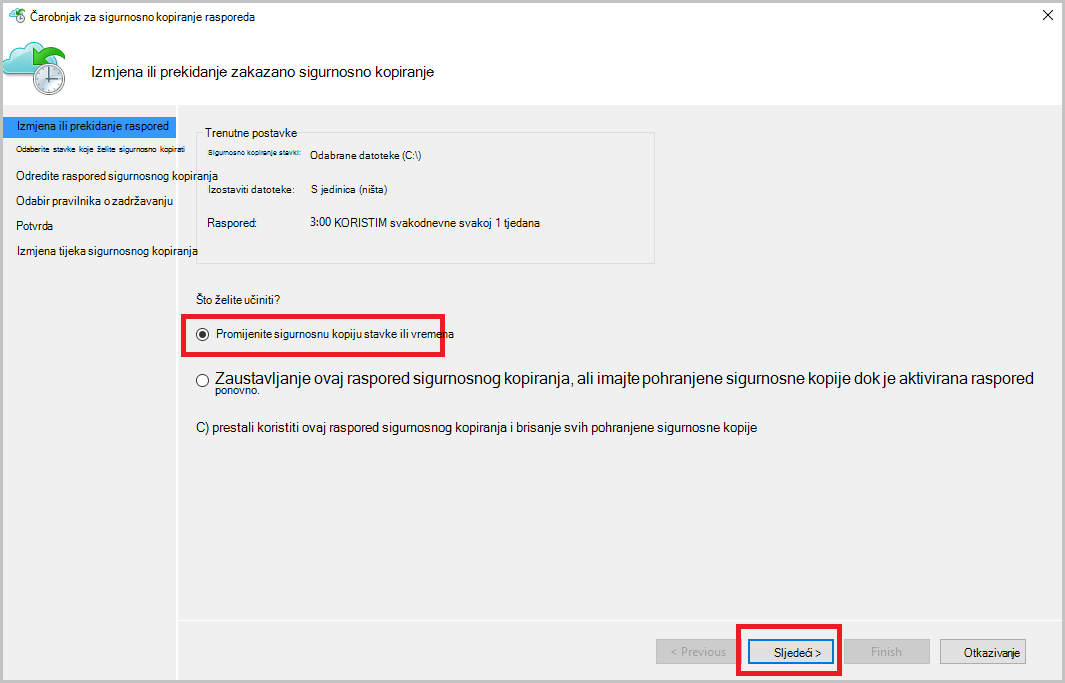 Čarobnjak za sigurnosno kopiranje rasporeda
Izmjena ili prekidanje zakazano sigurnosno kopiranje
Izmjena ili prekidanje raspored
Odaberite stavke koje želite sigurnosno kopirati
Odredite raspored sigurnosnog kopiranja
Odabir pravilnika o zadržavanju
Potvrda
Izmjena tijeka sigurnosnog kopiranja
Trenutne postavke
Sigurnosno kopiranje stavki: Odabrane datoteke (C:\)
Izostaviti datoteke: S jedinica (ništa)
Raspored: 3:00 KORISTIM svakodnevne svakoj 1 tjedana
Što želite učiniti?
Promijenite sigurnosnu kopiju stavke ili vremena
Zaustavljanje ovaj raspored sigurnosnog kopiranja, ali imajte pohranjene sigurnosne kopije dok je aktivirana raspored
ponovno.
C) prestali koristiti ovaj raspored sigurnosnog kopiranja i brisanje svih pohranjene sigurnosne kopije
< Previous Sljedeći > Finish Otkazivanje